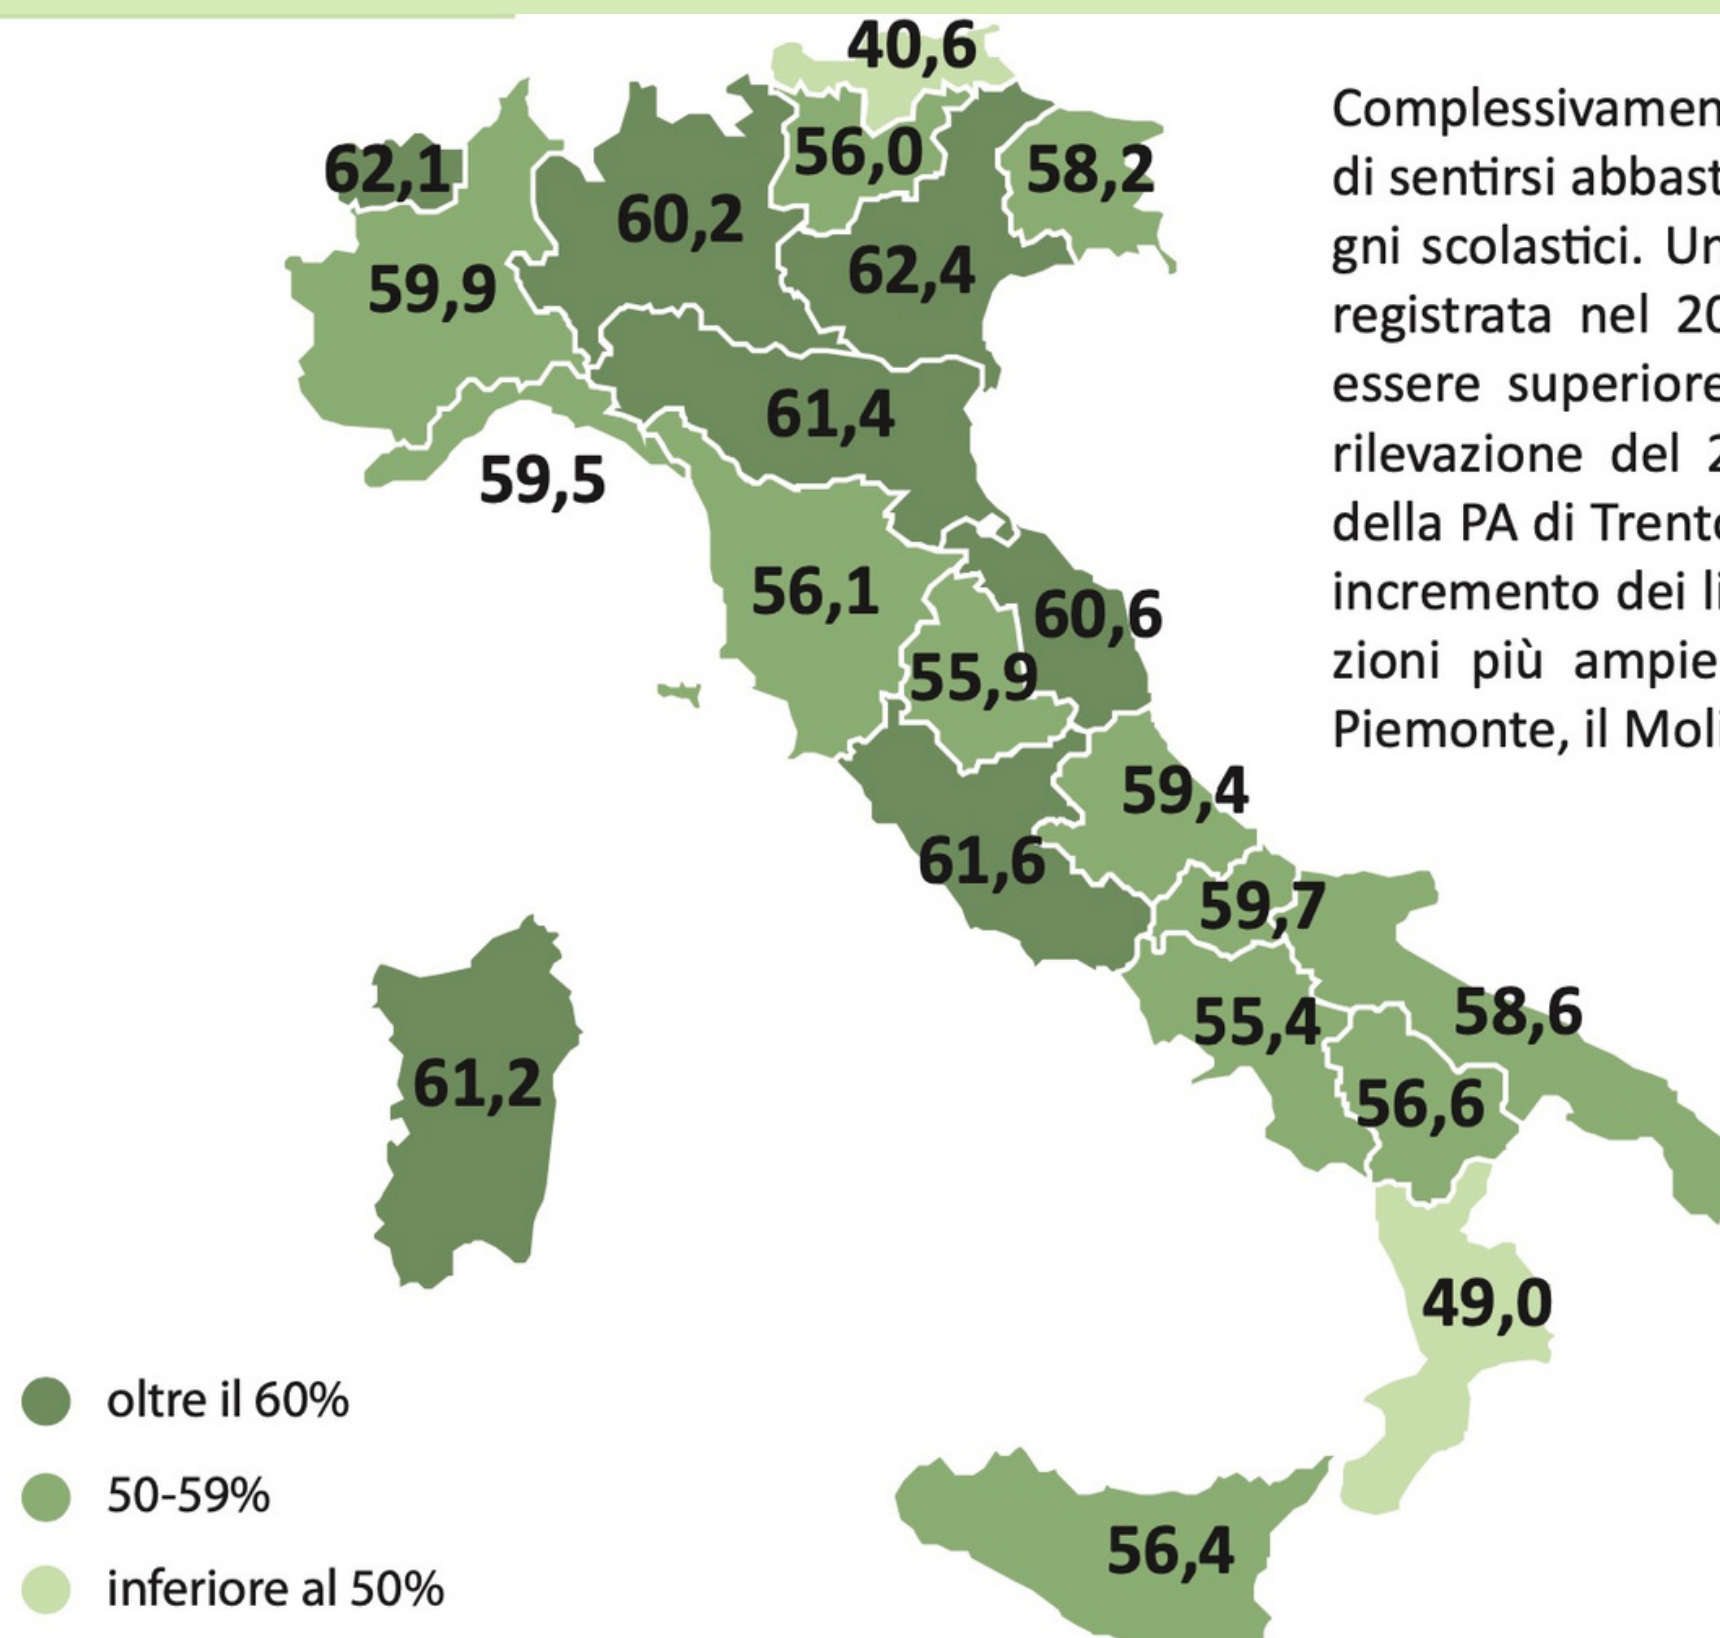 40,6
62,1
56,0
58,2
60,2
62,4
59,9
61,4
59,5
56,1
60,6
55,9
59,4
61,6
59,7
58,6
55,4
61,2
56,6
49,0
56,4
oltre il 60%
50-59%
inferiore al 50%
Complessivamen
di sentirsi abbast
gni scolastici. Un
registrata nel 20
essere superiore
rilevazione del 2
della PA di Trento
incremento dei li
zioni più ampie
Piemonte, il Moli